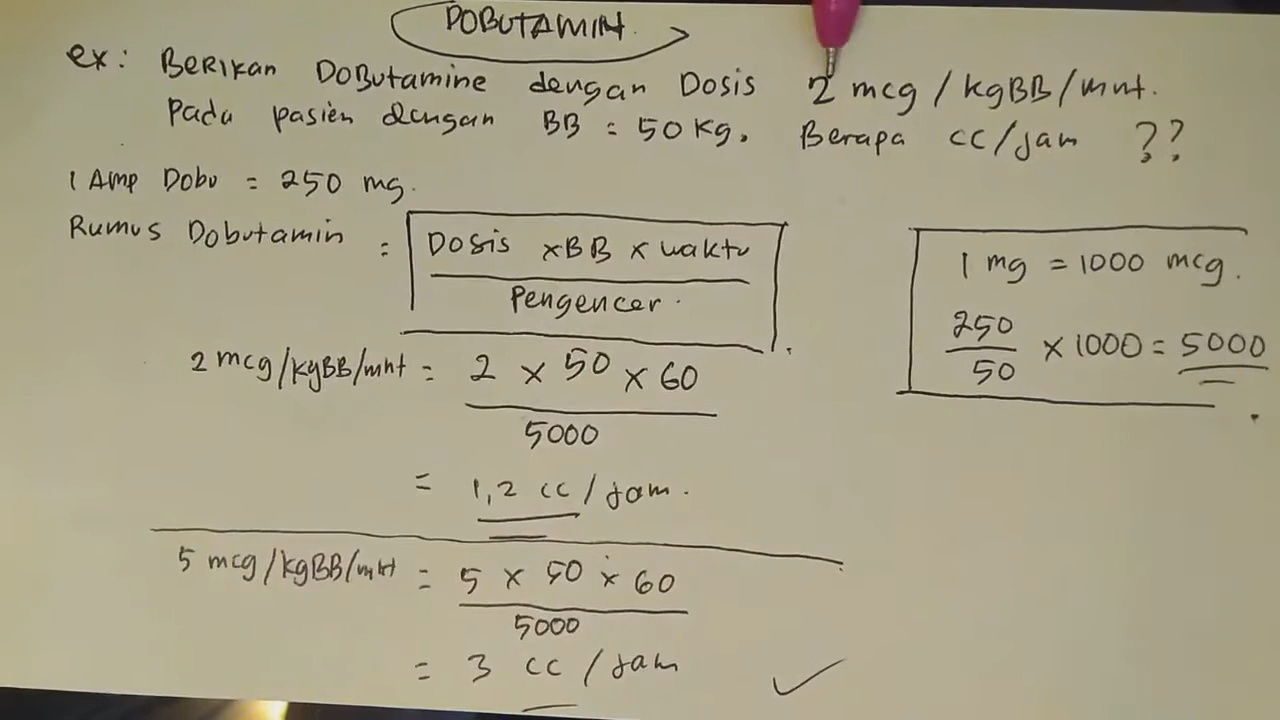 DOBUTAMIN.
ex: BERIKAN DOBUTAMINE dengan Dosis 2 mcg/kgBB/mnt.
Pada pasien dengan BB = 50 Kg. Berapa cc/jam ??
1 Amp Dobu = 250 mg.
Rumus Dobutamin = Dosis x BB x waktu
Pengencer.
1 mg = 1000 mcg.
250
50
x 1000 = 5000
2 mcg/kgBB/mnt = 2 x 50 x 60
5000
= 1,2 cc/jam.
5 mcg/kgBB/mnt = 5 x 50 x 60
5000
= 3 cc/jam